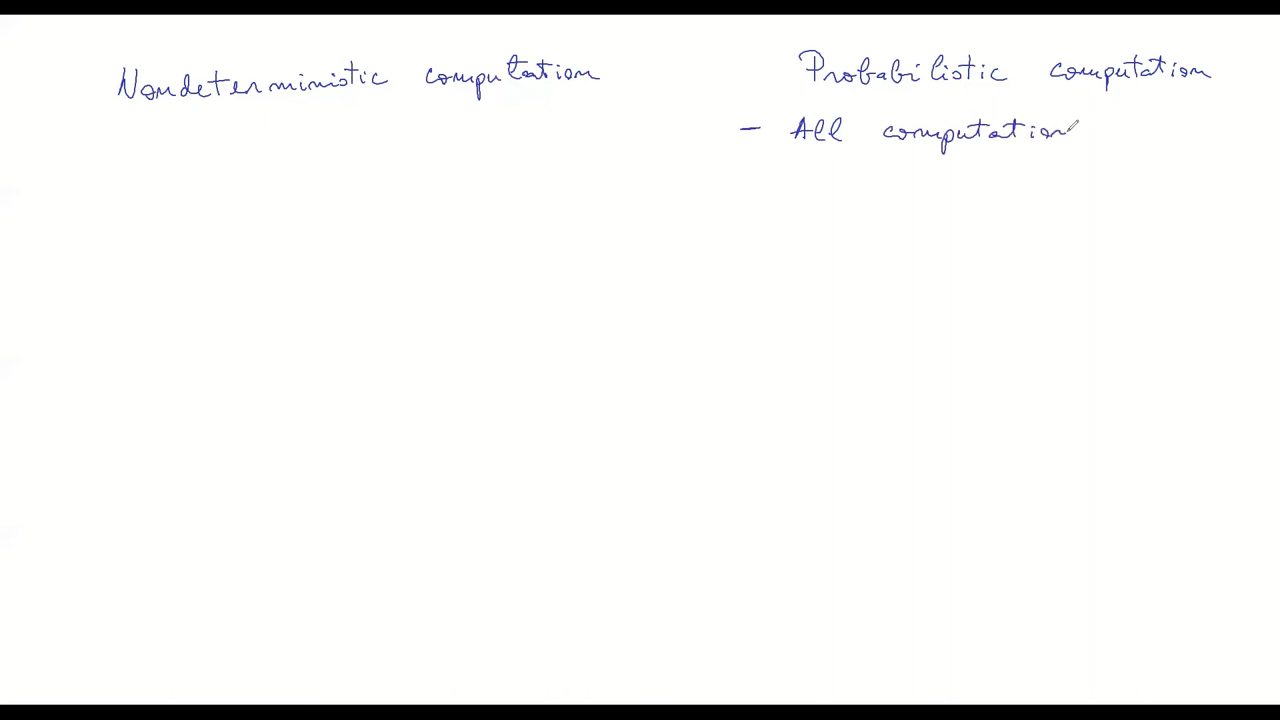 Nondeterministic computation
Probabilistic computation
- All computation